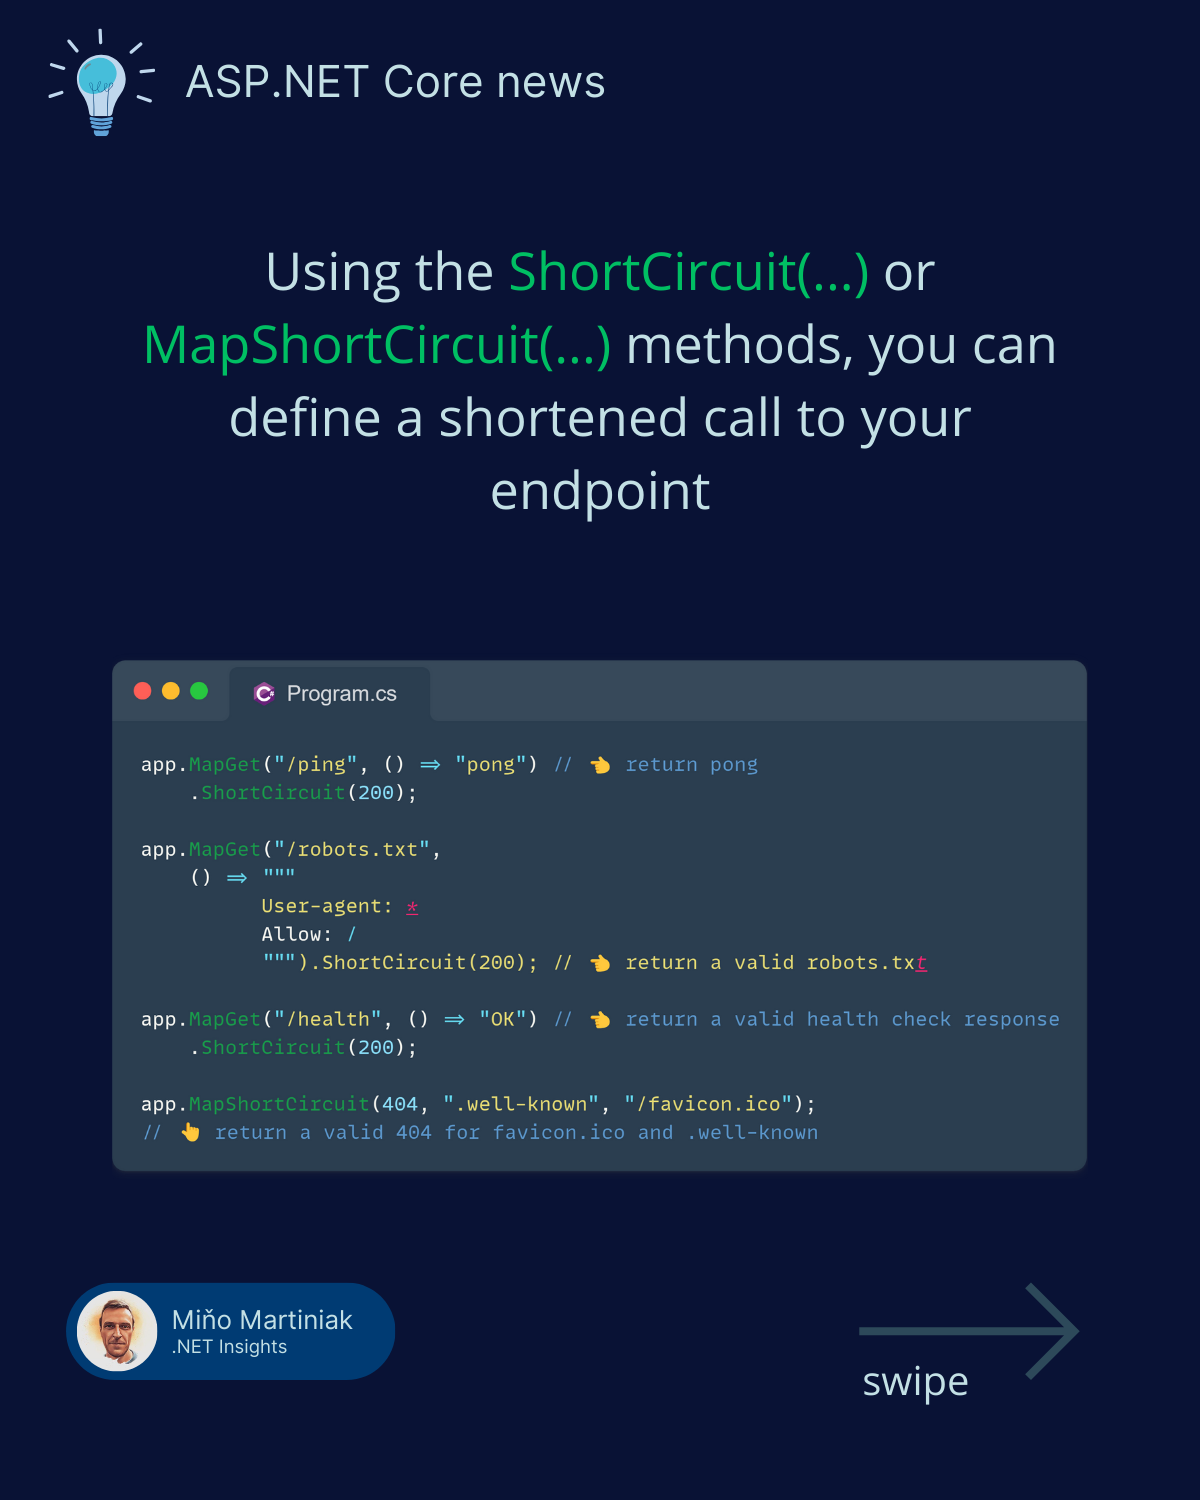 ASP.NET Core news
Using the ShortCircuit(...) or
MapShortCircuit(...) methods, you can
define a shortened call to your
endpoint
Program.cs
app.MapGet("/ping", () => "pong") // 👈 return pong
    .ShortCircuit(200);
app.MapGet("/robots.txt",
    () => """
          User-agent: *
          Allow: /
          """).ShortCircuit(200); // 👈 return a valid robots.txt
app.MapGet("/health", () => "OK") // 👈 return a valid health check response
    .ShortCircuit(200);
app.MapShortCircuit(404, ".well-known", "/favicon.ico");
// 👆 return a valid 404 for favicon.ico and .well-known
Miňo Martiniak
.NET Insights
swipe